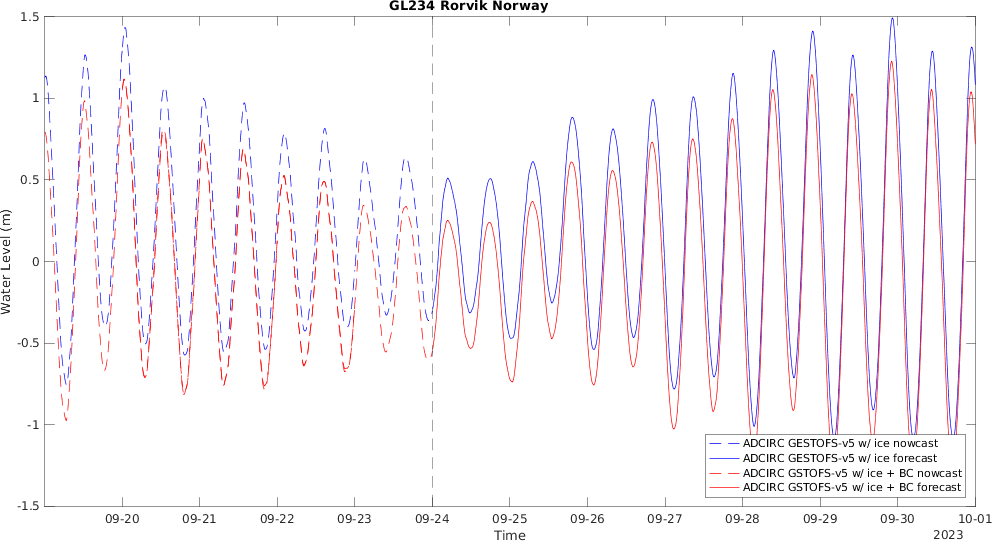 GL234 Rorvik Norway
1.5
1
0.5
0
-0.5
-1
-1.5
Water Level (m)
ADCIRC GESTOFS-v5 w/ ice nowcast
ADCIRC GESTOFS-v5 w/ ice forecast
ADCIRC GSTOFS-v5 w/ ice + BC nowcast
ADCIRC GSTOFS-v5 w/ ice + BC forecast
09-20 09-21 09-22 09-23 09-24 09-25 09-26 09-27 09-28 09-29 09-30 10-01
Time
2023